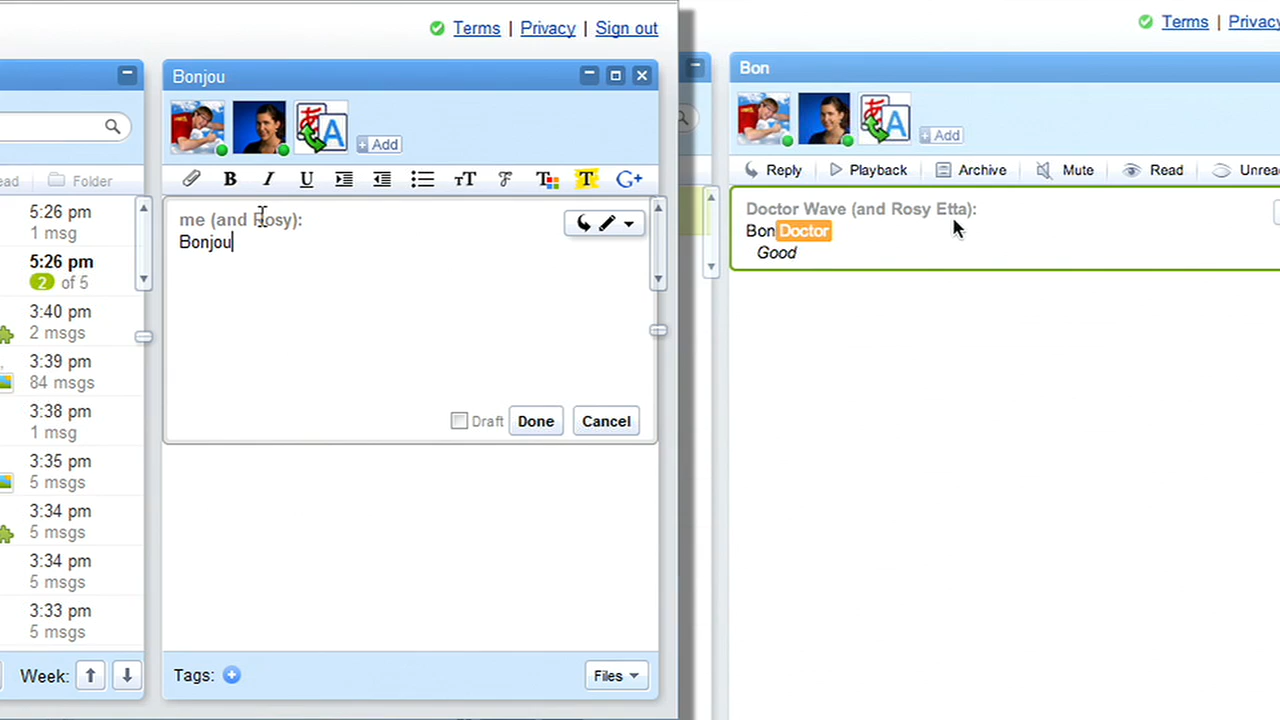 Terms | Privacy | Sign out
Bonjou
+ Add
B I U TT T T G+
ead Folder
5:26 pm
1 msg
5:26 pm
2 of 5
3:40 pm
2 msgs
3:39 pm
84 msgs
3:38 pm
1 msg
3:35 pm
5 msgs
3:34 pm
5 msgs
3:34 pm
5 msgs
3:33 pm
5 msgs
Week:
me (and Rosy):
Bonjou
Draft Done Cancel
Tags: Files
Terms | Privacy
Bon
あ A
+ Add
Reply Playback Archive Mute Read Unrea
Doctor Wave (and Rosy Etta):
Bon Doctor
Good